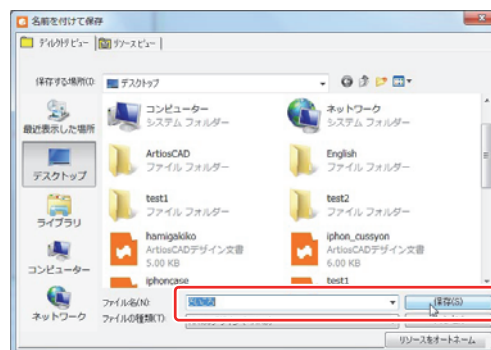 名前を付けて保存
ディレクトリビュー
リソースビュー
保存する場所(I):
デスクトップ
最近表示した場所
デスクトップ
ライブラリ
コンピューター
ネットワーク
コンピューター
システム フォルダー
ネットワーク
システム フォルダー
ArtiosCAD
ファイル フォルダー
English
ファイル フォルダー
test1
ファイル フォルダー
test2
ファイル フォルダー
hamigakiko
ArtiosCADデザイン文書
5.00 KB
iphon_cussyon
ArtiosCADデザイン文書
6.00 KB
iphoncase
test1
ファイル名(N):
保存(S)
ファイルの種類(T):
リソースをオートネーム